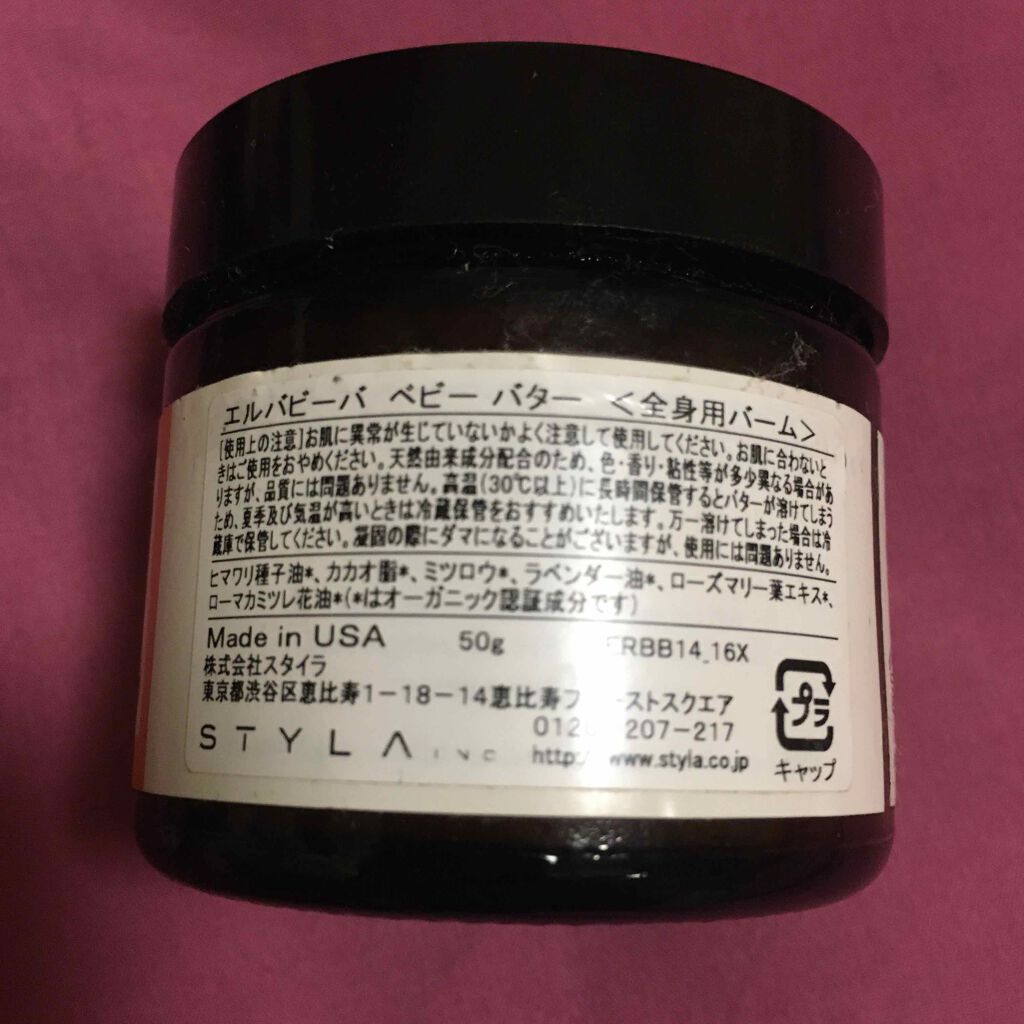 エルバビーバ ベビー バター <全身用バーム>
[使用上の注意]お肌に異常が生じていないかよく注意して使用してください。お肌に合わないと
きはご使用をおやめください。天然由来成分配合のため、色・香り・粘性等が多少異なる場合があ
りますが、品質には問題ありません。高温(30℃以上)に長時間保管するとバターが溶けてしまう
ため、夏季及び気温が高いときは冷蔵保管をおすすめいたします。万一溶けてしまった場合は冷
蔵庫で保管してください。凝固の際にダマになることがございますが、使用には問題ありません。
ヒマワリ種子油*、カカオ脂*、ミツロウ*、ラベンダー油*、ローズマリー葉エキス*、
ローマカミツレ花油*(*はオーガニック認証成分です)
Made in USA 50g RBB14_16X
株式会社スタイラ
東京都渋谷区恵比寿1-18-14恵比寿フ ーストスクエア
012 207-217
STYLA INC http:/ www.styla.co.jp
プラ
キャップ